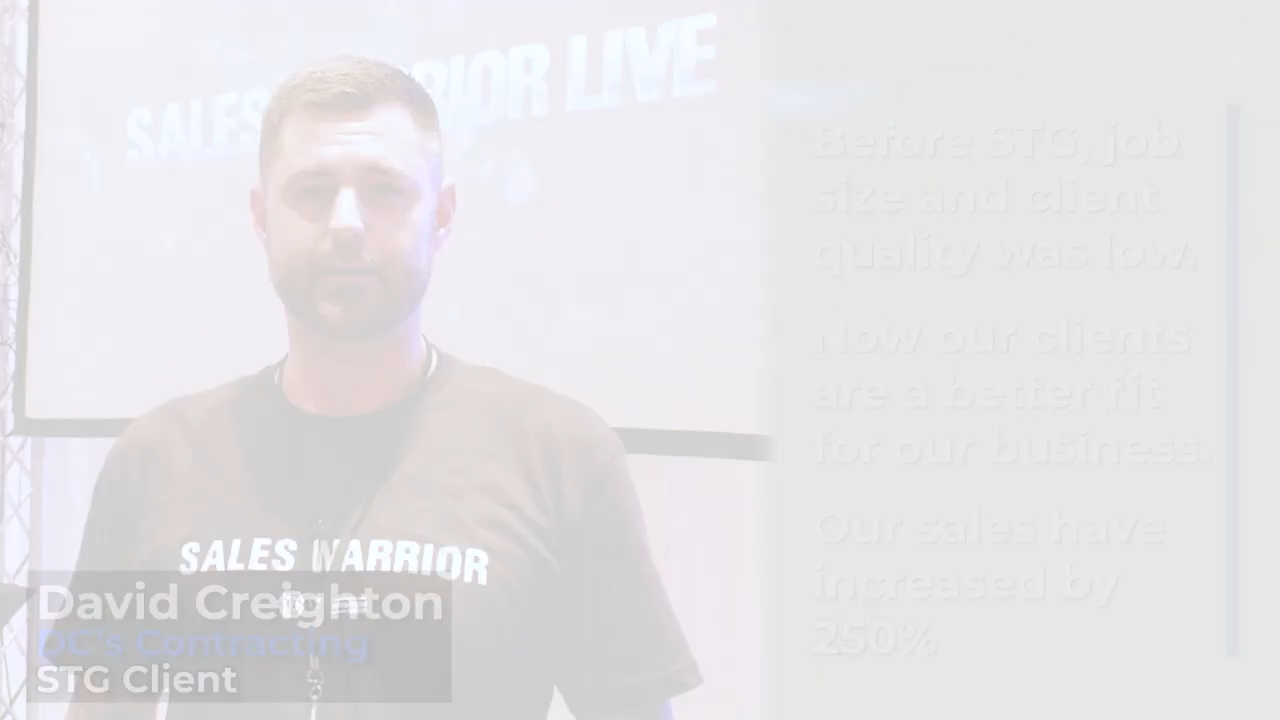 SALES WARRIOR LIVE
SALES WARRIOR
David Creighton
DC's Contracting
STG Client
Before STG, job
size and client
quality was low.
Now our clients
are a better fit
for our business.
Our sales have
increased by
250%